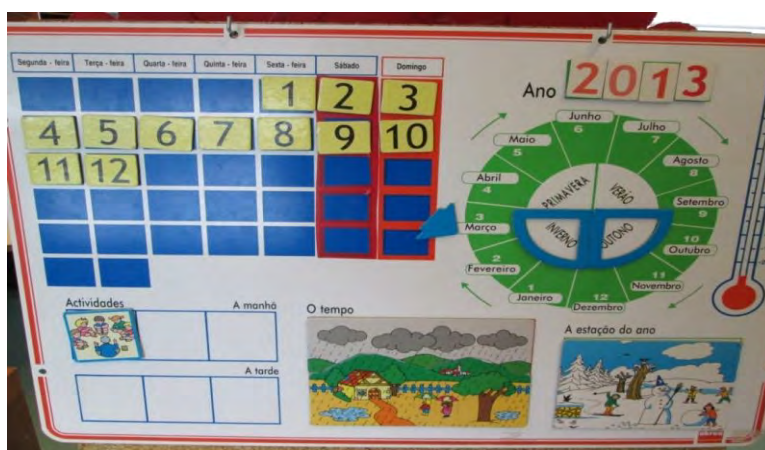 Segunda - feira Terça - feira Quarta - feira Quinta - feira Sexta - feira Sábado Domingo
1 2 3
4 5 6 7 8 9 10
11 12
Ano 2013
Junho
6
Julho
7
Agosto
8
Setembro
9
10
Outubro
11
Novembro
12
Dezembro
1
Janeiro
2
Fevereiro
3
Março
Abril
4
Maio
5
PRIMAVERA
VERÃO
INVERNO
OUTONO
Actividades
A manhã
A tarde
O tempo
A estação do ano